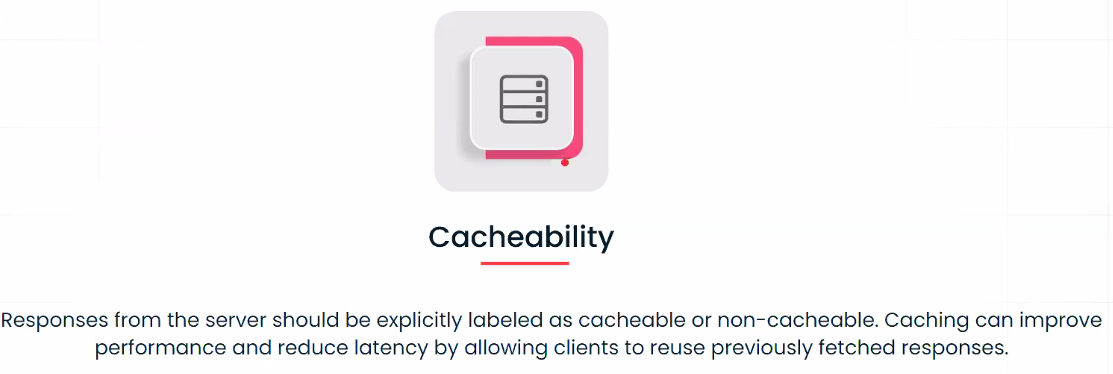 Cacheability
Responses from the server should be explicitly labeled as cacheable or non-cacheable. Caching can improve
performance and reduce latency by allowing clients to reuse previously fetched responses.